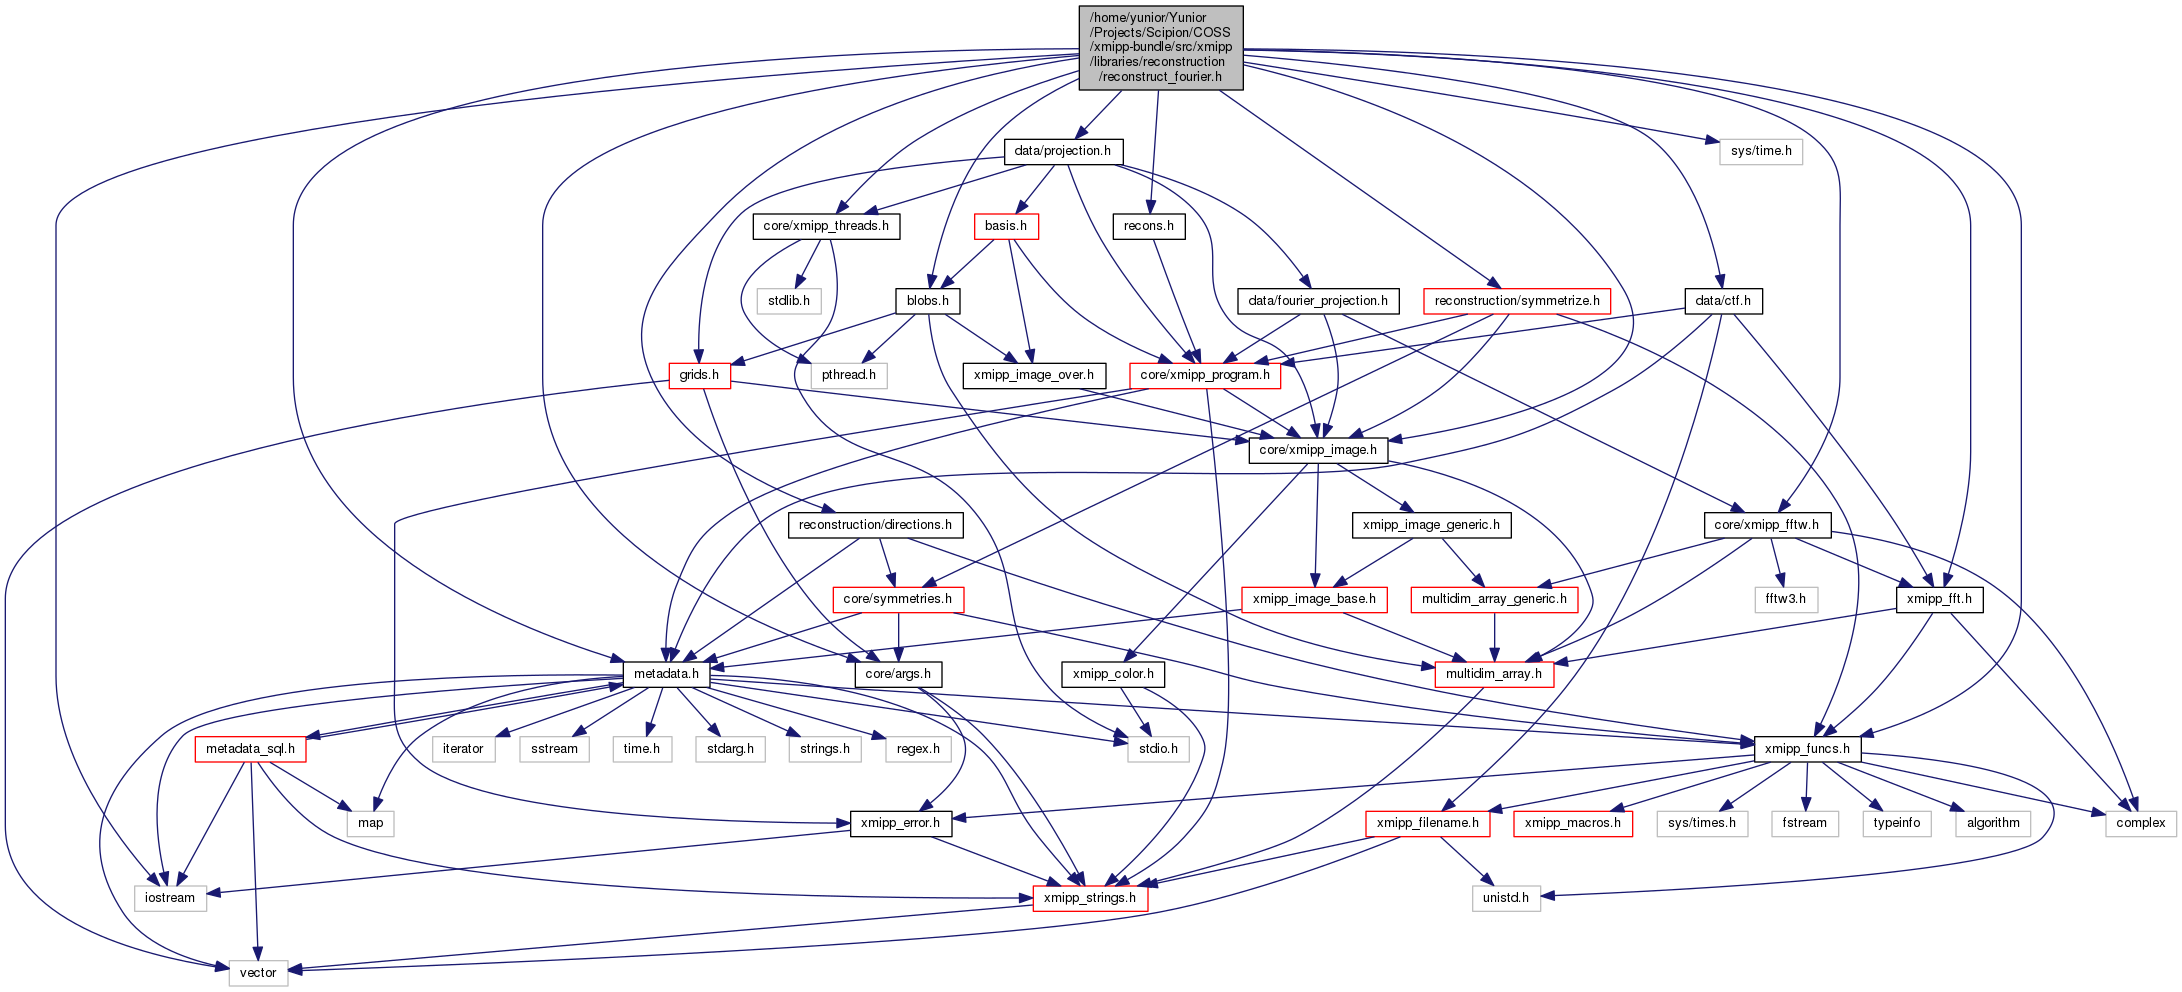 /home/yunior/Yunior
/Projects/Scipion/COSS
/xmipp-bundle/src/xmipp
/libraries/reconstruction
/reconstruct_fourier.h
data/projection.h
sys/time.h
core/xmipp_threads.h
basis.h
recons.h
stdlib.h
blobs.h
data/fourier_projection.h
reconstruction/symmetrize.h
data/ctf.h
grids.h
pthread.h
xmipp_image_over.h
core/xmipp_program.h
core/xmipp_image.h
reconstruction/directions.h
xmipp_image_generic.h
core/xmipp_fftw.h
core/symmetries.h
xmipp_image_base.h
multidim_array_generic.h
fftw3.h
xmipp_fft.h
metadata.h
core/args.h
xmipp_color.h
multidim_array.h
metadata_sql.h
iterator
sstream
time.h
stdarg.h
strings.h
regex.h
stdio.h
xmipp_funcs.h
map
xmipp_error.h
xmipp_filename.h
xmipp_macros.h
sys/times.h
fstream
typeinfo
algorithm
complex
iostream
xmipp_strings.h
unistd.h
vector